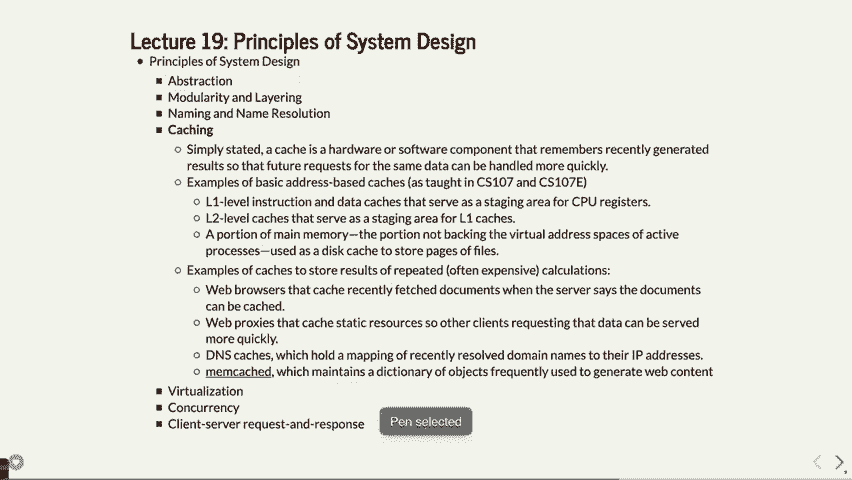 Lecture 19: Principles of System Design
Principles of System Design
Abstraction
Modularity and Layering
Naming and Name Resolution
Caching
Simply stated, a cache is a hardware or software component that remembers recently generated
results so that future requests for the same data can be handled more quickly.
Examples of basic address-based caches (as taught in CS107 and CS107E)
L1-level instruction and data caches that serve as a staging area for CPU registers.
L2-level caches that serve as a staging area for L1 caches.
A portion of main memory—the portion not backing the virtual address spaces of active
processes—used as a disk cache to store pages of files.
Examples of caches to store results of repeated (often expensive) calculations:
Web browsers that cache recently fetched documents when the server says the documents
can be cached.
Web proxies that cache static resources so other clients requesting that data can be served
more quickly.
DNS caches, which hold a mapping of recently resolved domain names to their IP addresses.
memcached, which maintains a dictionary of objects frequently used to generate web content
Virtualization
Concurrency
Client-server request-and-response
Pen selected